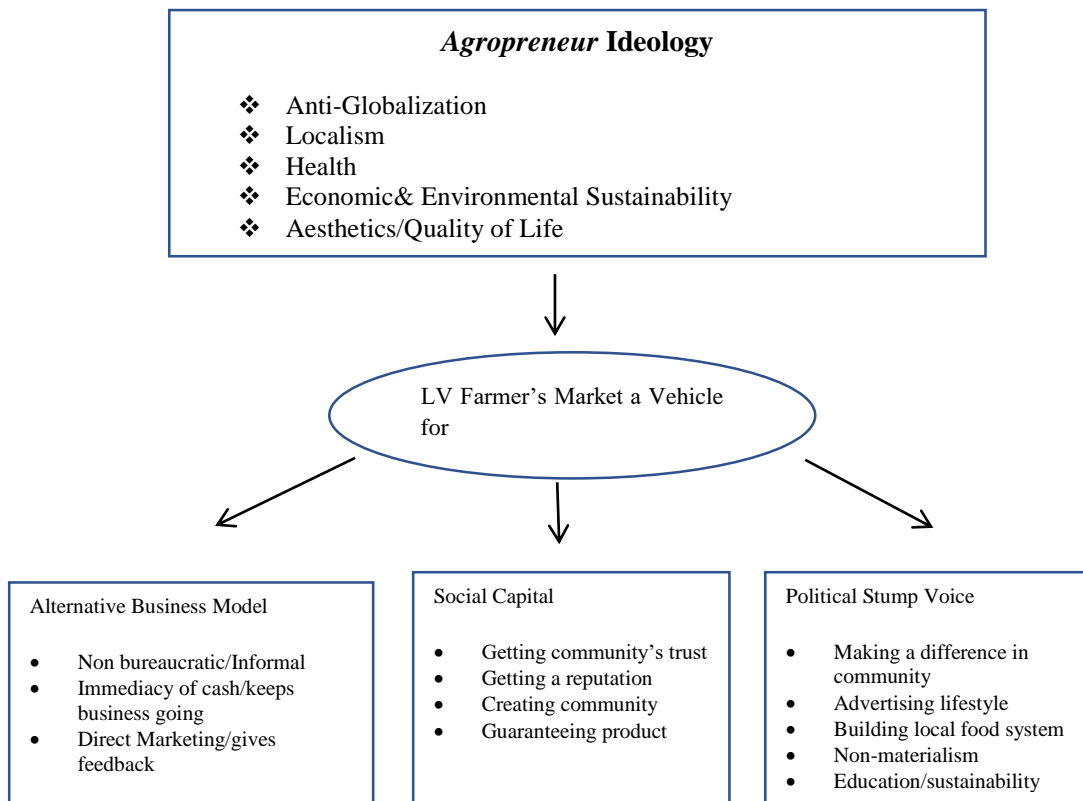 Agropreneur Ideology
❖ Anti-Globalization
❖ Localism
❖ Health
❖ Economic& Environmental Sustainability
❖ Aesthetics/Quality of Life
LV Farmer’s Market a Vehicle
for
Alternative Business Model
• Non bureaucratic/Informal
• Immediacy of cash/keeps
business going
• Direct Marketing/gives
feedback
Social Capital
• Getting community’s trust
• Getting a reputation
• Creating community
• Guaranteeing product
Political Stump Voice
• Making a difference in
community
• Advertising lifestyle
• Building local food system
• Non-materialism
• Education/sustainability